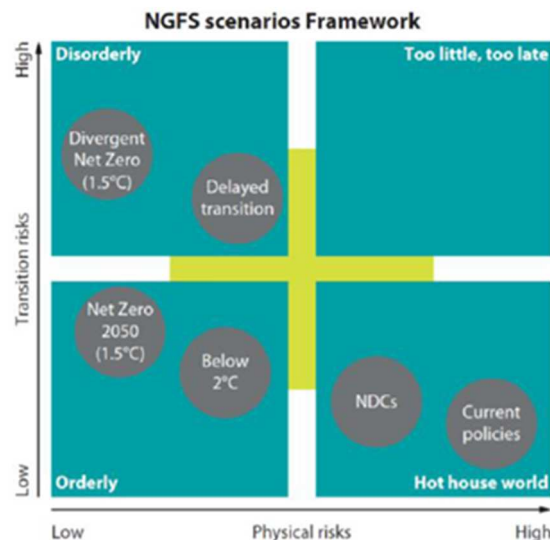 NGFS scenarios Framework
High
Disorderly
Too little, too late
Divergent
Net Zero
(1.5°C)
Delayed
transition
Transition risks
Net Zero
2050
(1.5°C)
Below
2°C
NDCs
Current
policies
Low
Orderly
Hot house world
Low
Physical risks
High